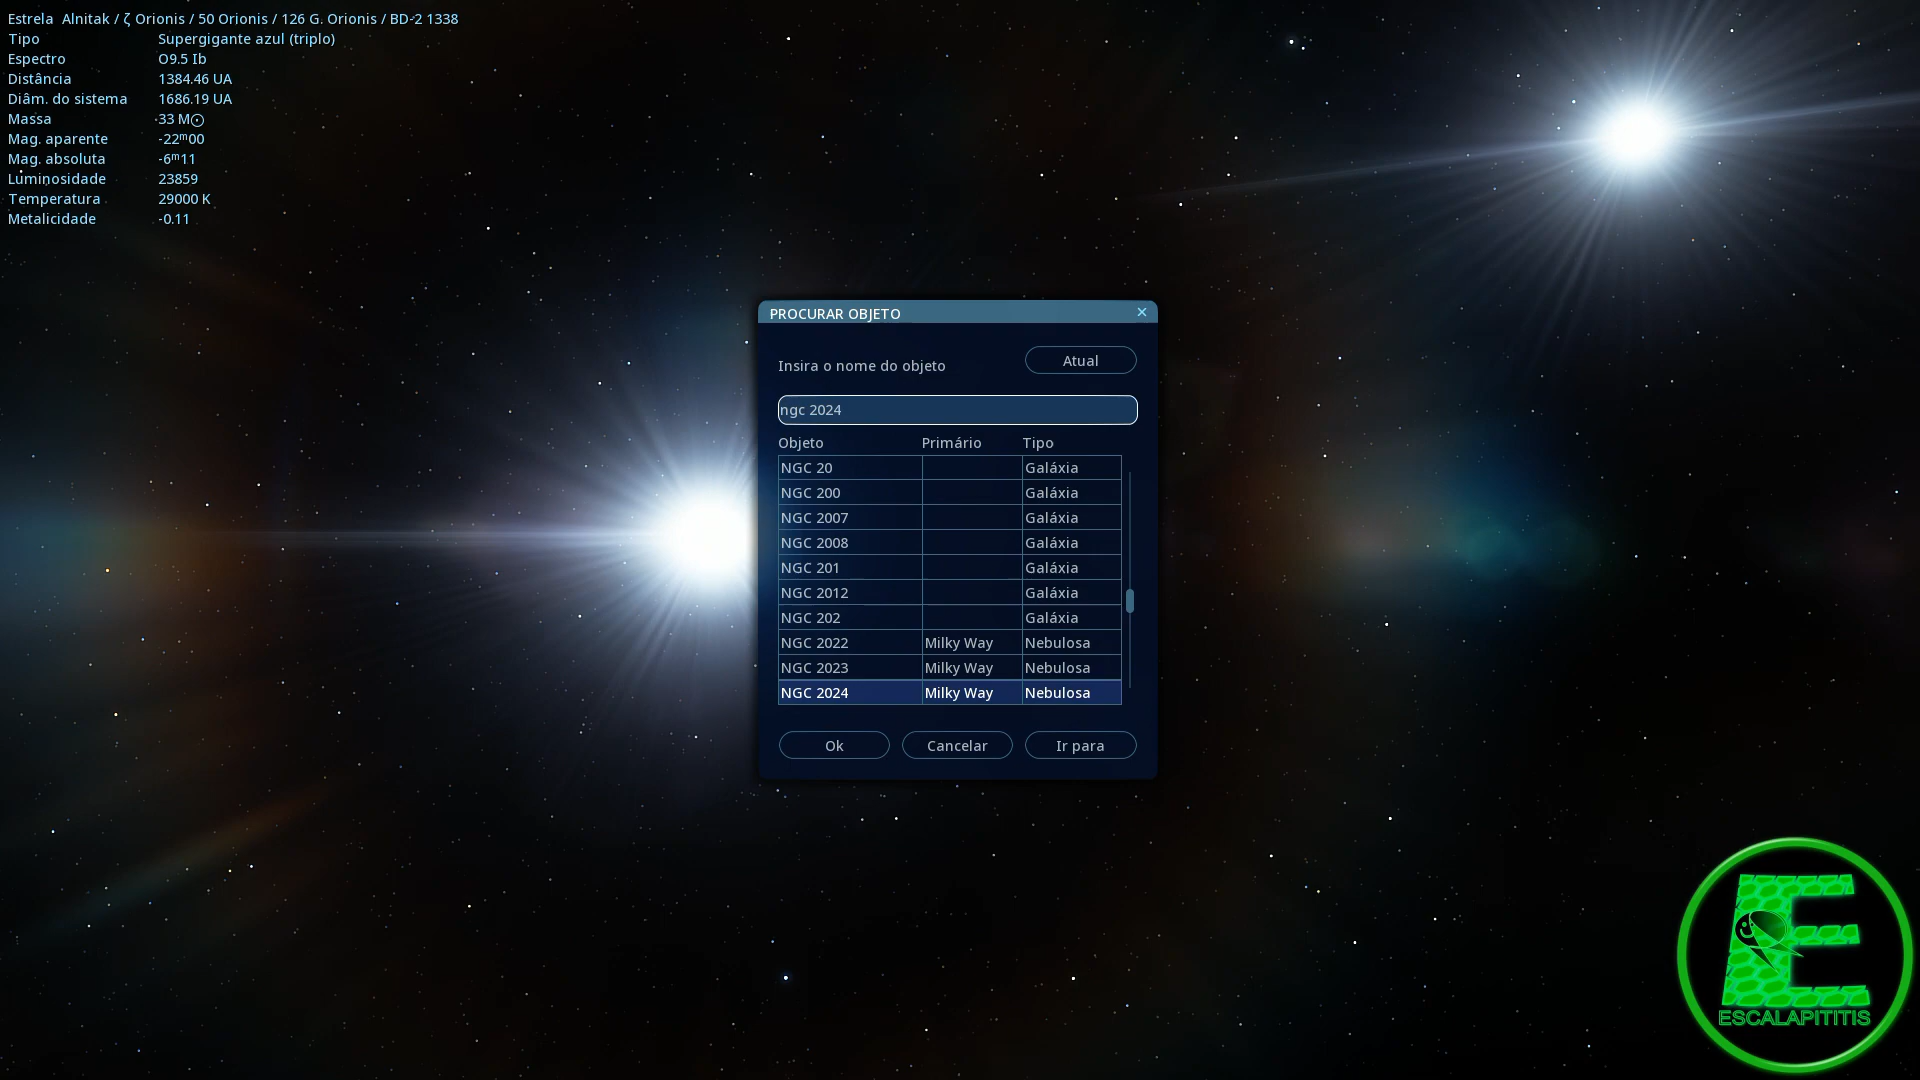 Estrela Alnitak / ζ Orionis / 50 Orionis / 126 G. Orionis / BD-2 1338
Tipo Supergigante azul (triplo)
Espectro O9.5 Ib
Distância 1384.46 UA
Diâm. do sistema 1686.19 UA
Massa 33 M☉
Mag. aparente -22ᵐ00
Mag. absoluta -6ᵐ11
Luminosidade 23859
Temperatura 29000 K
Metalicidade -0.11
PROCURAR OBJETO ✕
Insira o nome do objeto Atual
ngc 2024
Objeto Primário Tipo
NGC 20 Galáxia
NGC 200 Galáxia
NGC 2007 Galáxia
NGC 2008 Galáxia
NGC 201 Galáxia
NGC 2012 Galáxia
NGC 202 Galáxia
NGC 2022 Milky Way Nebulosa
NGC 2023 Milky Way Nebulosa
NGC 2024 Milky Way Nebulosa
Ok Cancelar Ir para
E
ESCALAPITITIS